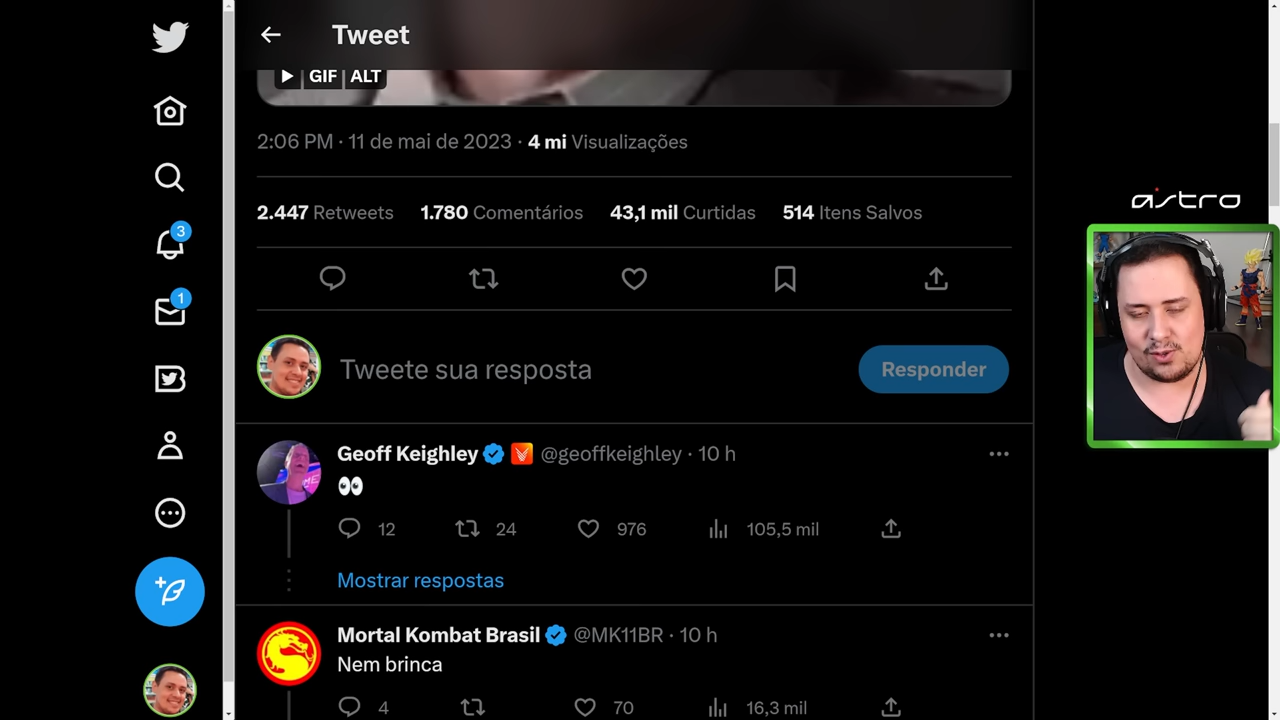 Tweet
GIF ALT
2:06 PM · 11 de mai de 2023 · 4 mi Visualizações
2.447 Retweets 1.780 Comentários 43,1 mil Curtidas 514 Itens Salvos
3
1
Tweete sua resposta
Responder
Geoff Keighley @geoffkeighley · 10 h
👀
12 24 976 105,5 mil
Mostrar respostas
Mortal Kombat Brasil @MK11BR · 10 h
Nem brinca
4 70 16,3 mil
astro